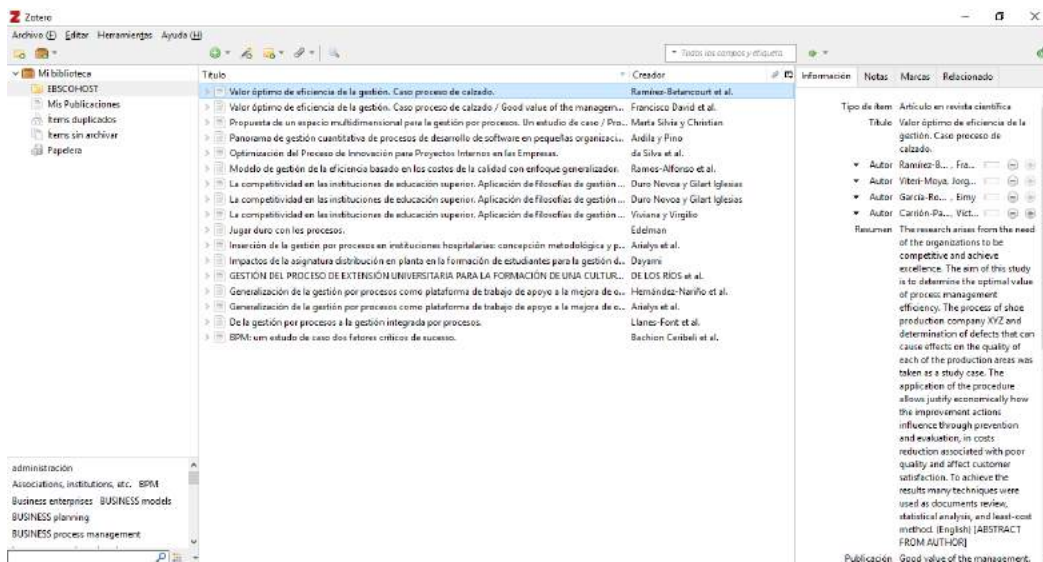 Zotero
Archivo (F) Editar Herramientas Ayuda (H)
Todos los campos y etiqueta
Mi biblioteca
EBSCOHOST
Mis Publicaciones
Ítems duplicados
Ítems sin archivar
Papelera
Título
Creador
Valor óptimo de eficiencia de la gestión. Caso proceso de calzado.
Ramírez-Betancourt et al.
Valor óptimo de eficiencia de la gestión. Caso proceso de calzado / Good value of the managem...
Francisco David et al.
Propuesta de un espacio multidimensional para la gestión por procesos. Un estudio de caso / Pro...
Marta Silvia y Christian
Panorama de gestión cuantitativa de procesos de desarrollo de software en pequeñas organizaci...
Ardila y Pino
Optimización del Proceso de Innovación para Proyectos Internos en las Empresas.
da Silva et al.
Modelo de gestión de la eficiencia basado en los costos de la calidad con enfoque generalizador.
Ramos-Alfonso et al.
La competitividad en las instituciones de educación superior. Aplicación de filosofías de gestión ...
Duro Novoa y Gilart Iglesias
La competitividad en las instituciones de educación superior. Aplicación de filosofías de gestión ...
Duro Novoa y Gilart Iglesias
La competitividad en las instituciones de educación superior. Aplicación de filosofías de gestión ...
Viviana y Virgilio
Jugar duro con los procesos.
Edelman
Inserción de la gestión por procesos en instituciones hospitalarias: concepción metodológica y p...
Arialys et al.
Impactos de la asignatura distribución en planta en la formación de estudiantes para la gestión d...
Dayami
GESTIÓN DEL PROCESO DE EXTENSIÓN UNIVERSITARIA PARA LA FORMACIÓN DE UNA CULTUR...
DE LOS RÍOS et al.
Generalización de la gestión por procesos como plataforma de trabajo de apoyo a la mejora de o...
Hernández-Nariño et al.
Generalización de la gestión por procesos como plataforma de trabajo de apoyo a la mejora de o...
Arialys et al.
De la gestión por procesos a la gestión integrada por procesos.
Llanes-Font et al.
BPM: um estudo de caso dos fatores críticos de sucesso.
Bachion Ceribeli et al.
administración
Associations, institutions, etc. BPM
Business enterprises BUSINESS models
BUSINESS planning
BUSINESS process management
Información Notas Marcas Relacionado
Tipo de ítem Artículo en revista científica
Título Valor óptimo de eficiencia de la
gestión. Caso proceso de
calzado.
Autor Ramírez-B... , Fra...
Autor Viteri-Moya, Jorg...
Autor García-Ro... , Eirny
Autor Carrión-Pa... , Vict...
Resumen The research arises from the need
of the organizations to be
competitive and achieve
excellence. The aim of this study
is to determine the optimal value
of process management
efficiency. The process of shoe
production company XYZ and
determination of defects that can
cause effects on the quality of
each of the production areas was
taken as a study case. The
application of the procedure
allows justify economically how
the improvement actions
influence through prevention
and evaluation, in costs
reduction associated with poor
quality and affect customer
satisfaction. To achieve the
results many techniques were
used as documents review,
statistical analysis, and least-cost
method. (English) [ABSTRACT
FROM AUTHOR]
Publicación Good value of the management.